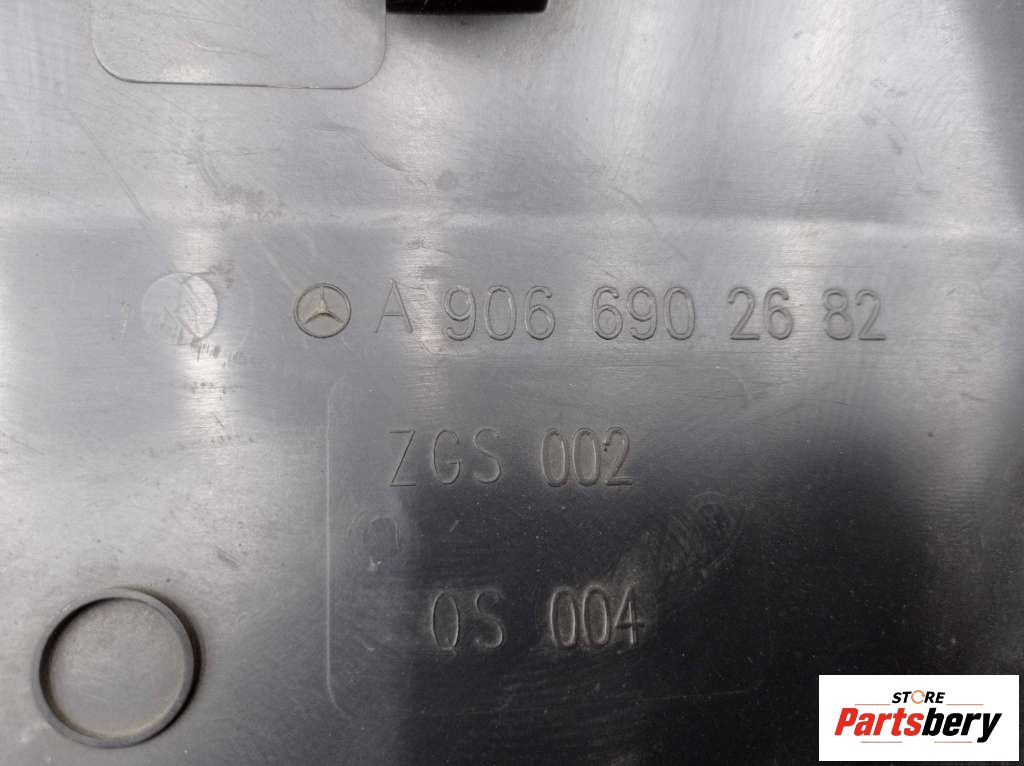 A 906 690 26 82
ZGS 002
QS 004
STORE
Partsbery